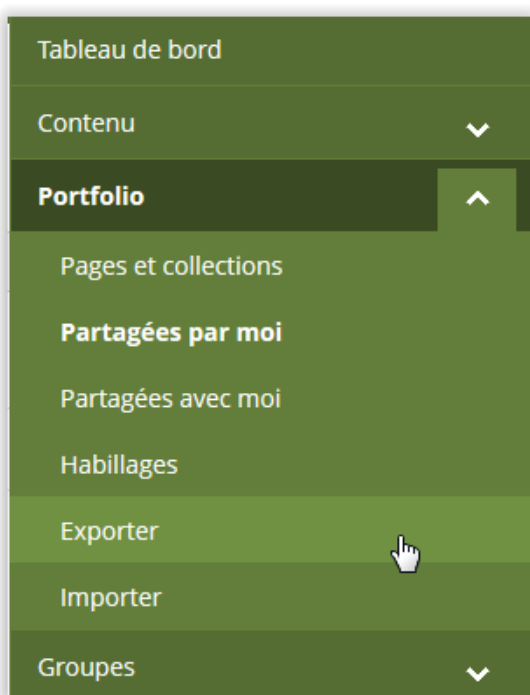 Tableau de bord
Contenu
Portfolio
Pages et collections
Partagées par moi
Partagées avec moi
Habillages
Exporter
Importer
Groupes